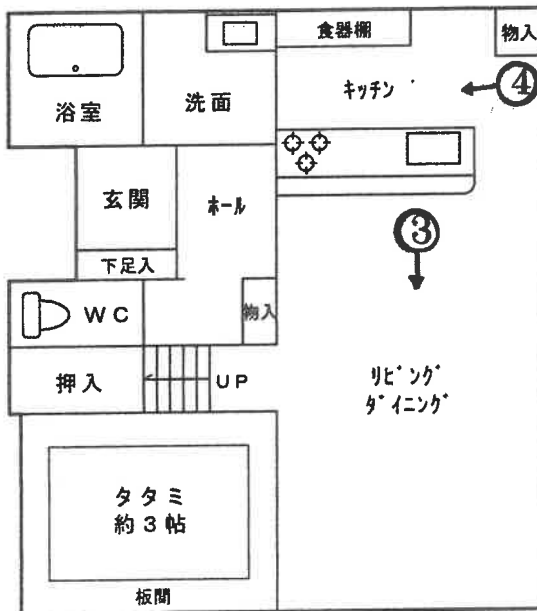 食器棚
物入
浴室
洗面
キッチン
④
玄関
ホール
③
下足入
WC
物入
押入
UP
リビング
ダイニング
タタミ
約3帖
板間